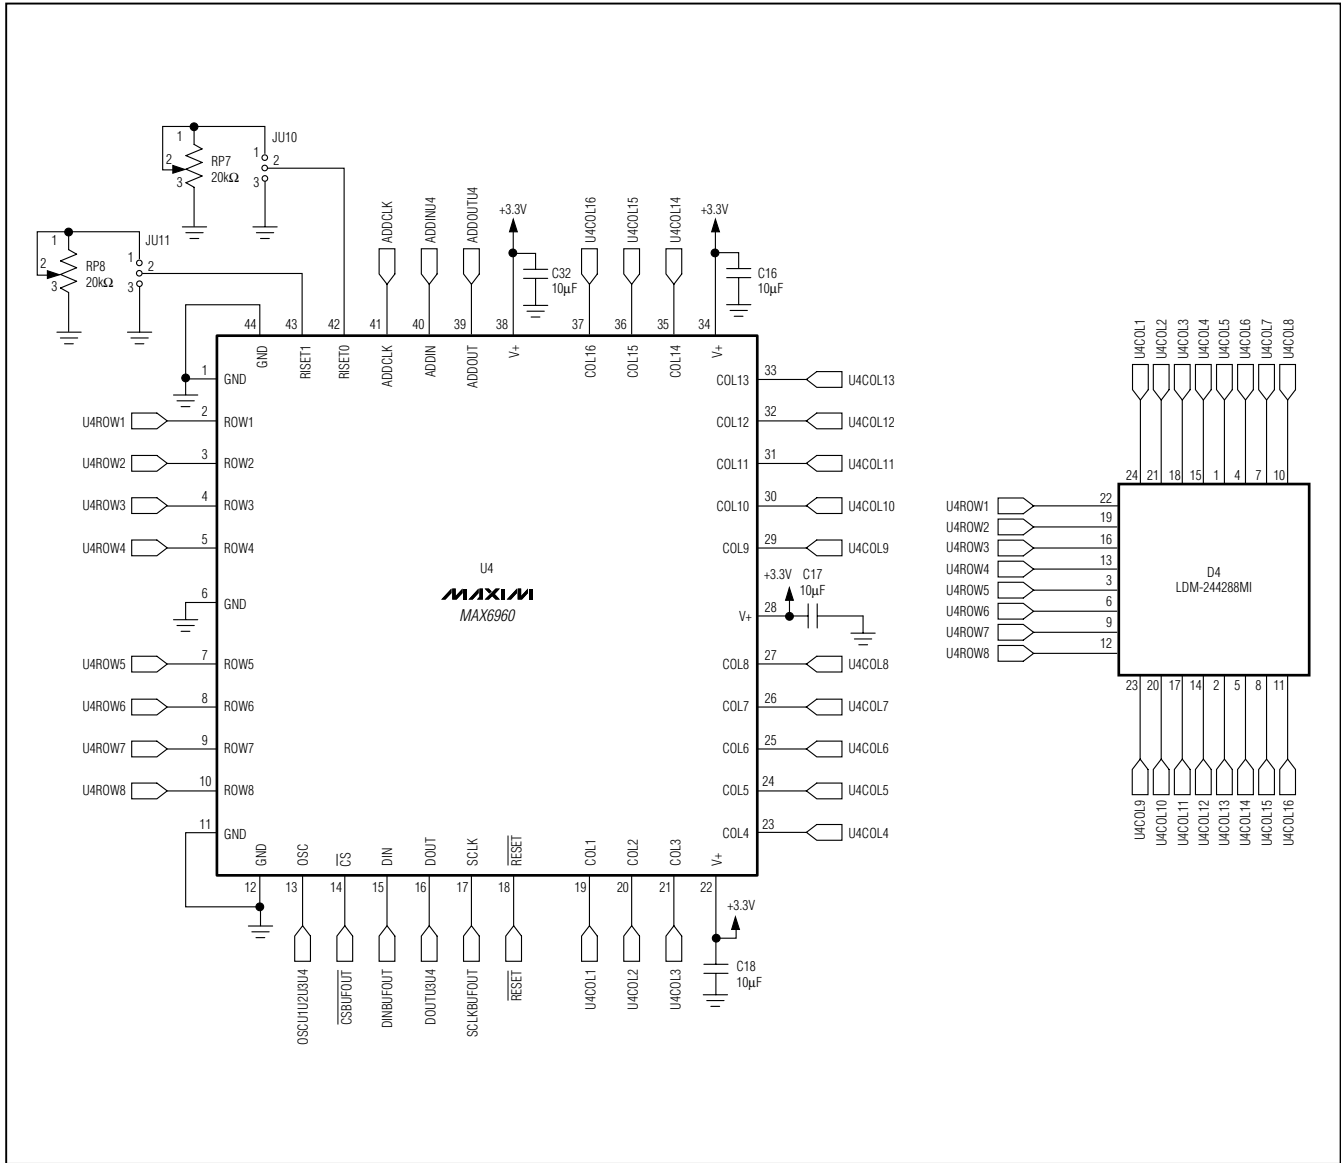 1
2
3
RP7
20kΩ
JU10
1
2
3
1
2
3
RP8
20kΩ
JU11
1
2
3
ADDCLK
ADDINU4
ADDOUTU4
+3.3V
C32
10µF
U4COL16
U4COL15
U4COL14
+3.3V
C16
10µF
44
43
42
41
40
39
38
37
36
35
34
GND
RISET1
RISET0
ADDCLK
ADDIN
ADDOUT
V+
COL16
COL15
COL14
V+
1
GND
U4ROW1
2
ROW1
U4ROW2
3
ROW2
U4ROW3
4
ROW3
U4ROW4
5
ROW4
6
GND
U4ROW5
7
ROW5
U4ROW6
8
ROW6
U4ROW7
9
ROW7
U4ROW8
10
ROW8
11
GND
U4
MAXIM
MAX6960
COL13
33
U4COL13
COL12
32
U4COL12
COL11
31
U4COL11
COL10
30
U4COL10
COL9
29
U4COL9
+3.3V
C17
10µF
V+
28
COL8
27
U4COL8
COL7
26
U4COL7
COL6
25
U4COL6
COL5
24
U4COL5
COL4
23
U4COL4
GND
OSC
CS
DIN
DOUT
SCLK
RESET
COL1
COL2
COL3
V+
12
13
14
15
16
17
18
19
20
21
22
OSCU1U2U3U4
CSBUFOUT
DINBUFOUT
DOUTU3U4
SCLKBUFOUT
RESET
U4COL1
U4COL2
U4COL3
+3.3V
C18
10µF
U4COL1
U4COL2
U4COL3
U4COL4
U4COL5
U4COL6
U4COL7
U4COL8
24
21
18
15
1
4
7
10
U4ROW1
22
U4ROW2
19
U4ROW3
16
U4ROW4
13
U4ROW5
3
U4ROW6
6
U4ROW7
9
U4ROW8
12
D4
LDM-244288MI
23
20
17
14
2
5
8
11
U4COL9
U4COL10
U4COL11
U4COL12
U4COL13
U4COL14
U4COL15
U4COL16